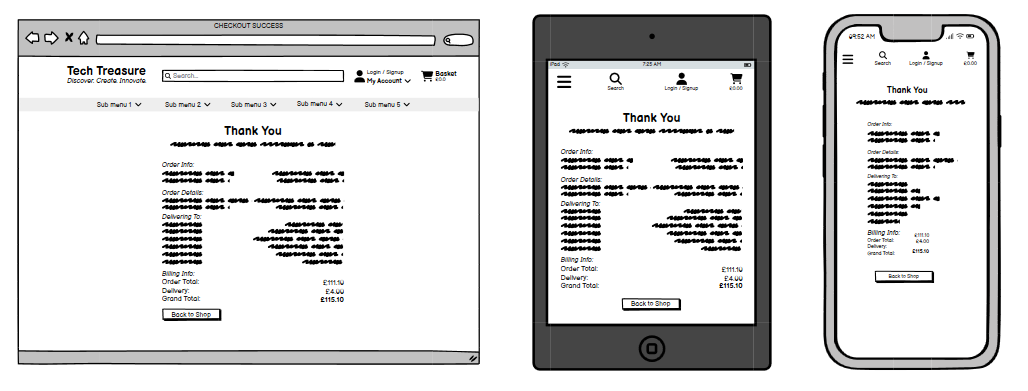 CHECKOUT SUCCESS
Tech Treasure
Discover. Create. Innovate.
Search...
Login / Signup
My Account
Basket
£0.0
Sub menu 1
Sub menu 2
Sub menu 3
Sub menu 4
Sub menu 5
Thank You
Order Info:
Order Details:
Delivering To:
Billing Info:
Order Total: £111.10
Delivery: £4.00
Grand Total: £115.10
Back to Shop
iPad
7:25 AM
Search
Login / Signup
£0.00
Thank You
Order Info:
Order Details:
Delivering To:
Billing Info:
Order Total: £111.10
Delivery: £4.00
Grand Total: £115.10
Back to Shop
09:52 AM
Search
Login / Signup
£0.00
Thank You
Order Info:
Order Details:
Delivering To:
Billing Info:
£111.10
Order Total: £4.00
Delivery:
Grand Total: £115.10
Back to Shop